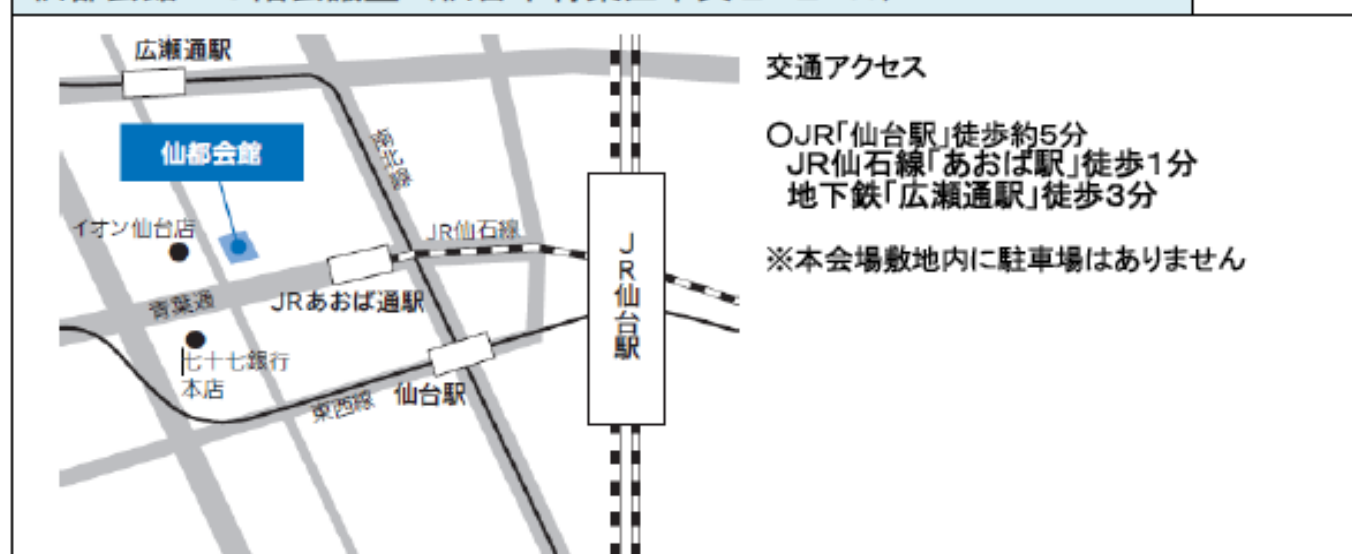 広瀬通駅
仙都会館
南北線
イオン仙台店
JR仙石線
JR仙台駅
青葉通
JRあおば通駅
七十七銀行
本店
東西線
仙台駅
交通アクセス
○JR「仙台駅」徒歩約5分
JR仙石線「あおば駅」徒歩1分
地下鉄「広瀬通駅」徒歩3分
※本会場敷地内に駐車場はありません